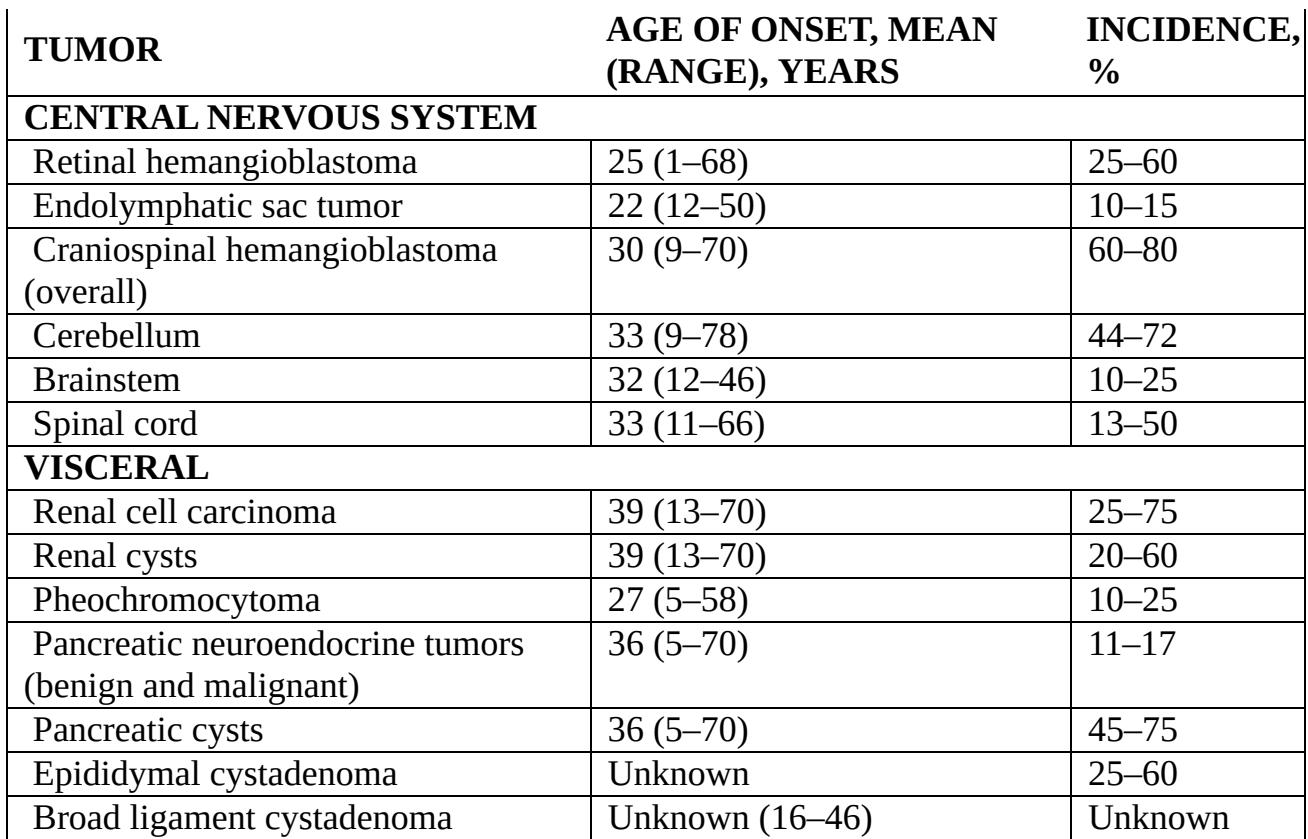 TUMOR AGE OF ONSET, MEAN (RANGE), YEARS INCIDENCE, %
CENTRAL NERVOUS SYSTEM
Retinal hemangioblastoma 25 (1–68) 25–60
Endolymphatic sac tumor 22 (12–50) 10–15
Craniospinal hemangioblastoma 30 (9–70) 60–80
(overall)
Cerebellum 33 (9–78) 44–72
Brainstem 32 (12–46) 10–25
Spinal cord 33 (11–66) 13–50
VISCERAL
Renal cell carcinoma 39 (13–70) 25–75
Renal cysts 39 (13–70) 20–60
Pheochromocytoma 27 (5–58) 10–25
Pancreatic neuroendocrine tumors 36 (5–70) 11–17
(benign and malignant)
Pancreatic cysts 36 (5–70) 45–75
Epididymal cystadenoma Unknown 25–60
Broad ligament cystadenoma Unknown (16–46) Unknown